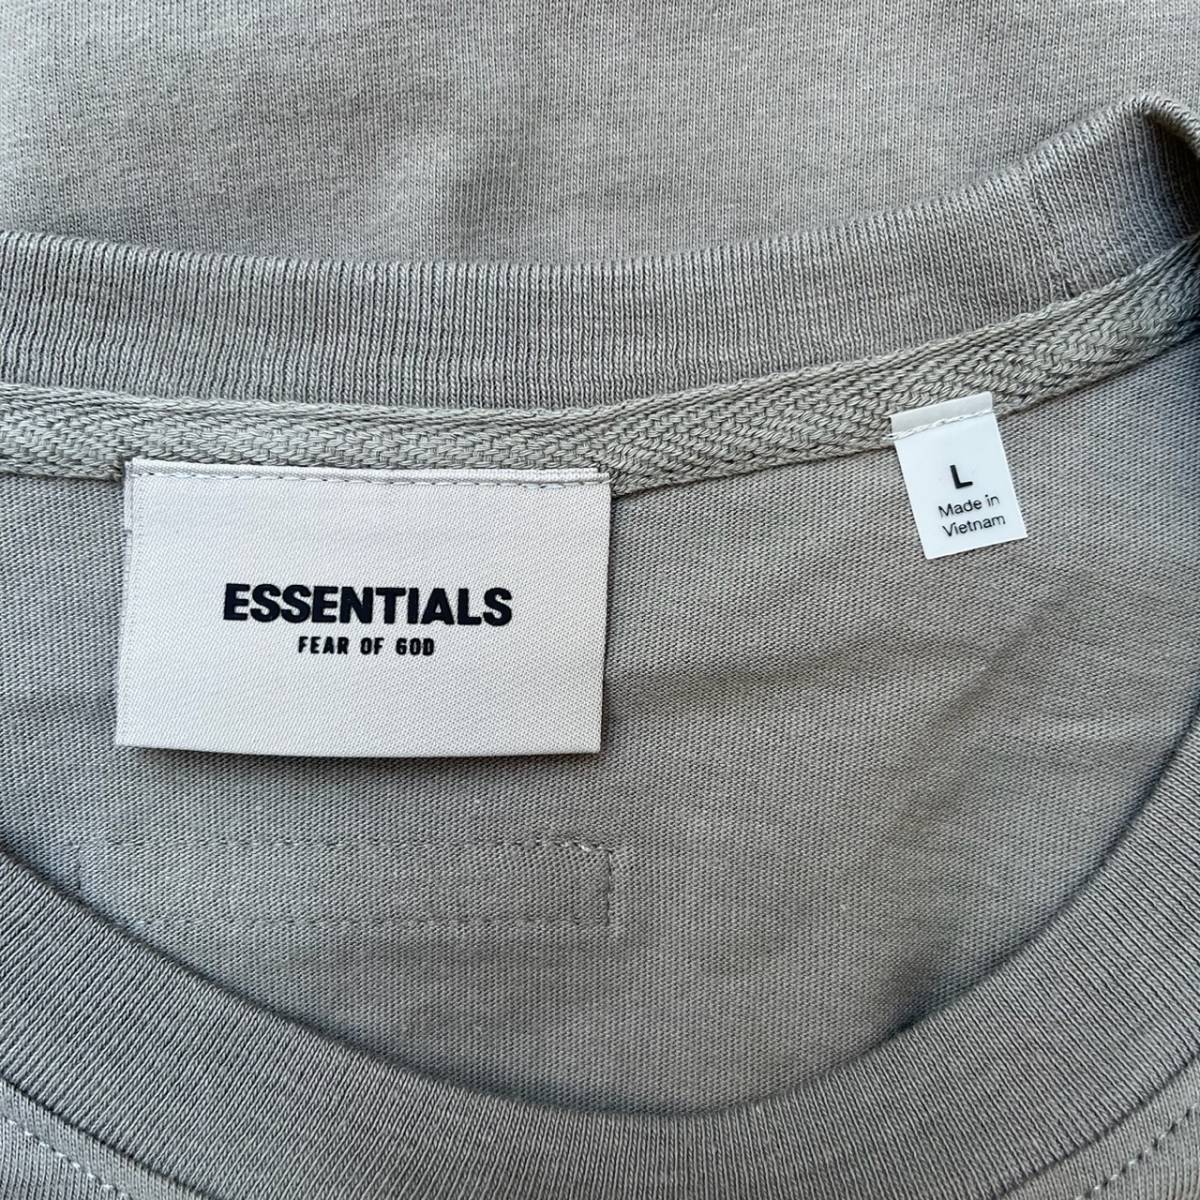 ESSENTIALS
FEAR OF GOD
L
Made in
Vietnam